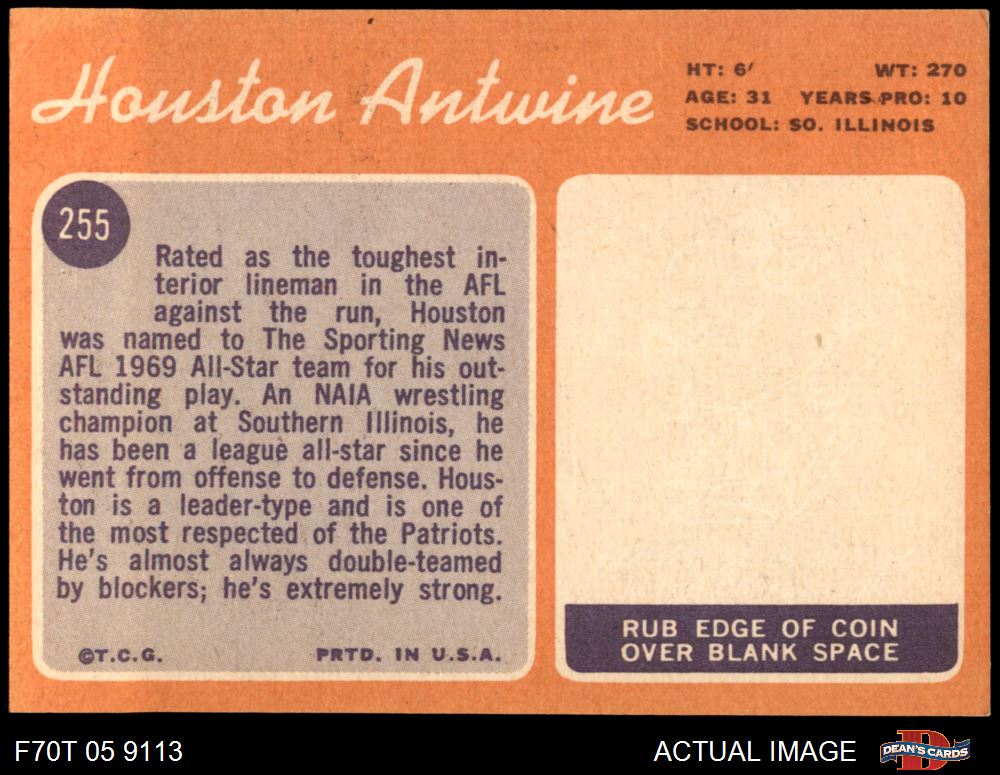 Houston Antwine
HT: 6' WT: 270
AGE: 31 YEARS PRO: 10
SCHOOL: SO. ILLINOIS
255
Rated as the toughest in-
terior lineman in the AFL
against the run, Houston
was named to The Sporting News
AFL 1969 All-Star team for his out-
standing play. An NAIA wrestling
champion at Southern Illinois, he
has been a league all-star since he
went from offense to defense. Hous-
ton is a leader-type and is one of
the most respected of the Patriots.
He's almost always double-teamed
by blockers; he's extremely strong.
©T.C.G. PRTD. IN U.S.A.
RUB EDGE OF COIN
OVER BLANK SPACE
F70T 05 9113
ACTUAL IMAGE
D
DEAN'S CARDS